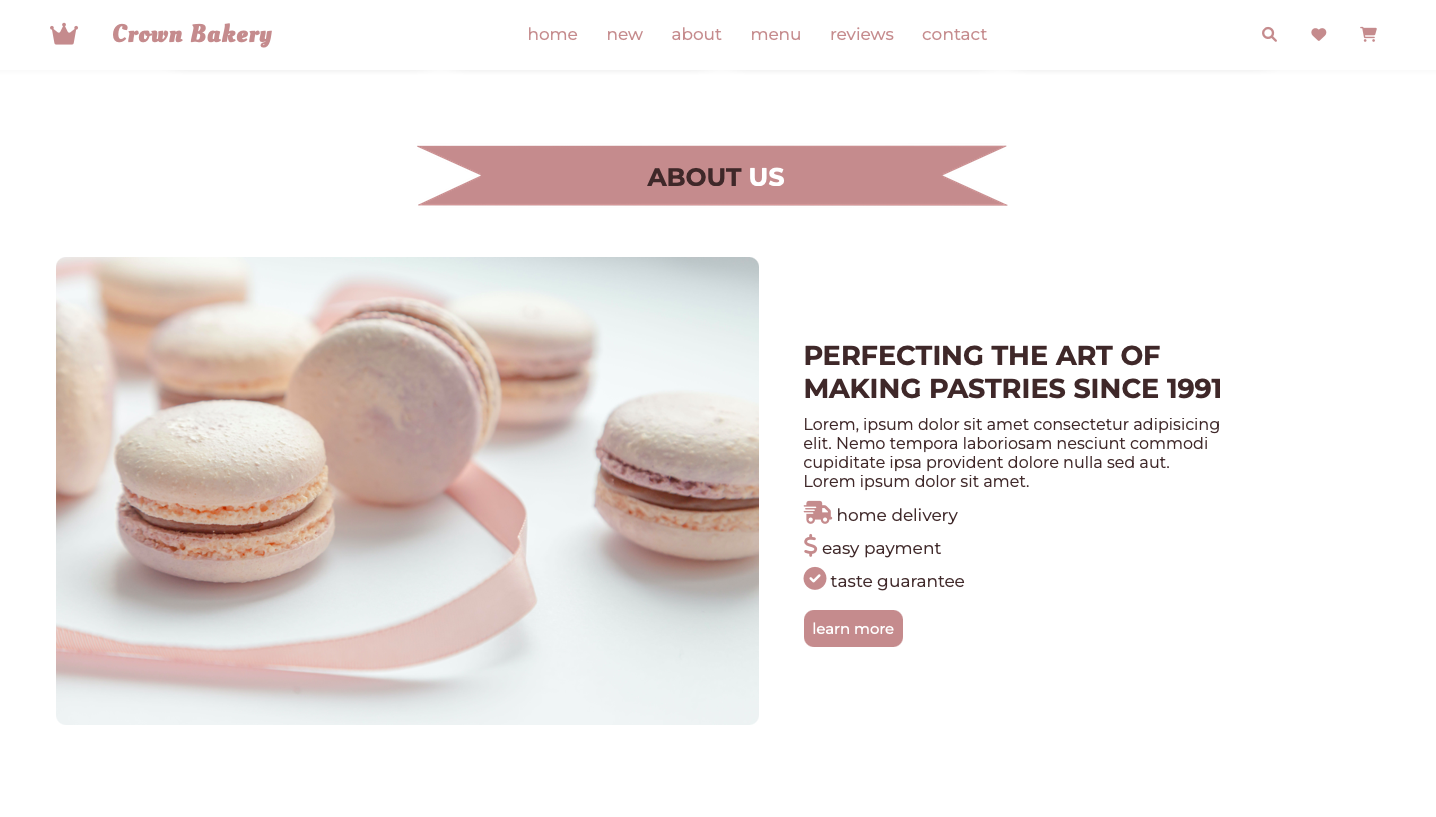 Crown Bakery
home new about menu reviews contact
ABOUT US
PERFECTING THE ART OF
MAKING PASTRIES SINCE 1991
Lorem, ipsum dolor sit amet consectetur adipisicing
elit. Nemo tempora laboriosam nesciunt commodi
cupiditate ipsa provident dolore nulla sed aut.
Lorem ipsum dolor sit amet.
home delivery
easy payment
taste guarantee
learn more